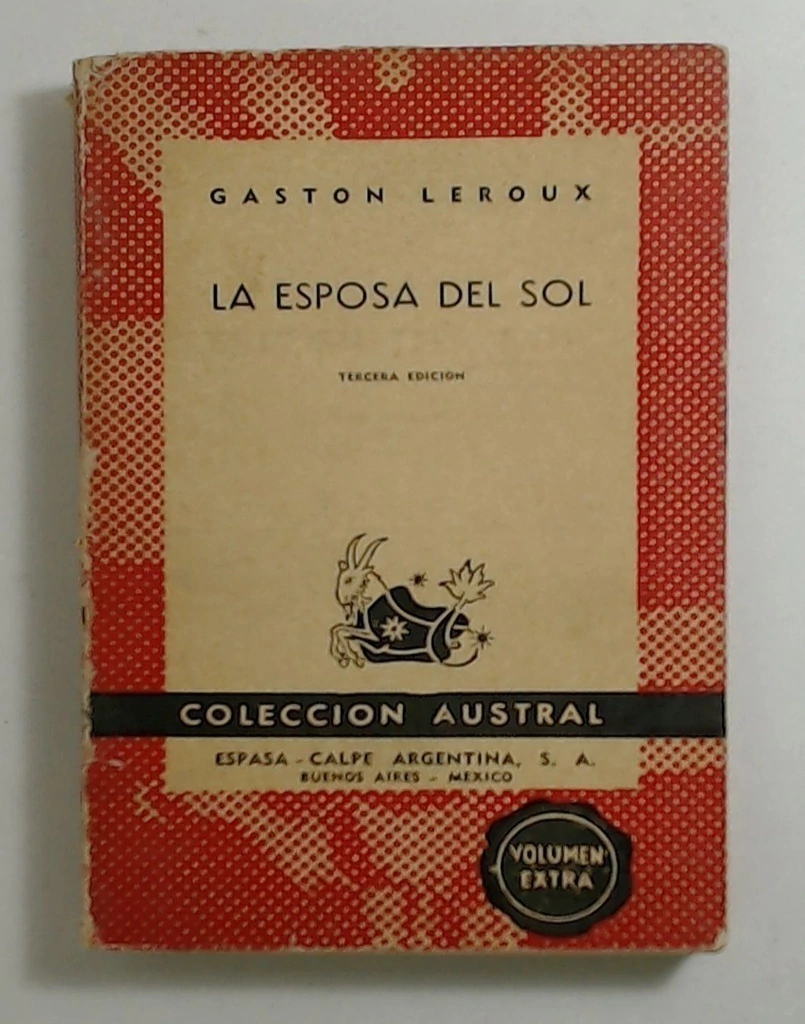 GASTON LEROUX
LA ESPOSA DEL SOL
TERCERA EDICION
COLECCION AUSTRAL
ESPASA - CALPE ARGENTINA, S. A.
BUENOS AIRES - MEXICO
VOLUMEN
EXTRA